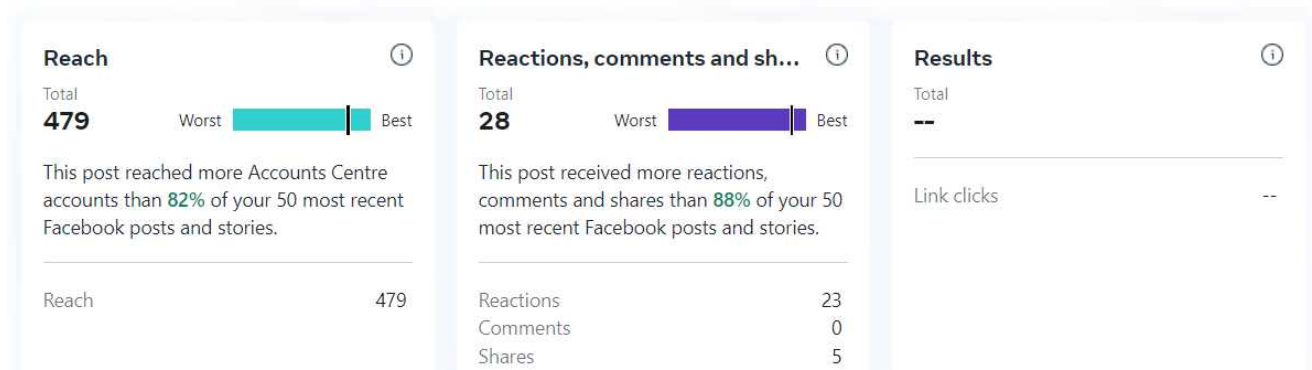 Reach
Total
479
Worst
Best
This post reached more Accounts Centre
accounts than 82% of your 50 most recent
Facebook posts and stories.
Reach 479
Reactions, comments and sh...
Total
28
Worst
Best
This post received more reactions,
comments and shares than 88% of your 50
most recent Facebook posts and stories.
Reactions 23
Comments 0
Shares 5
Results
Total
--
Link clicks --